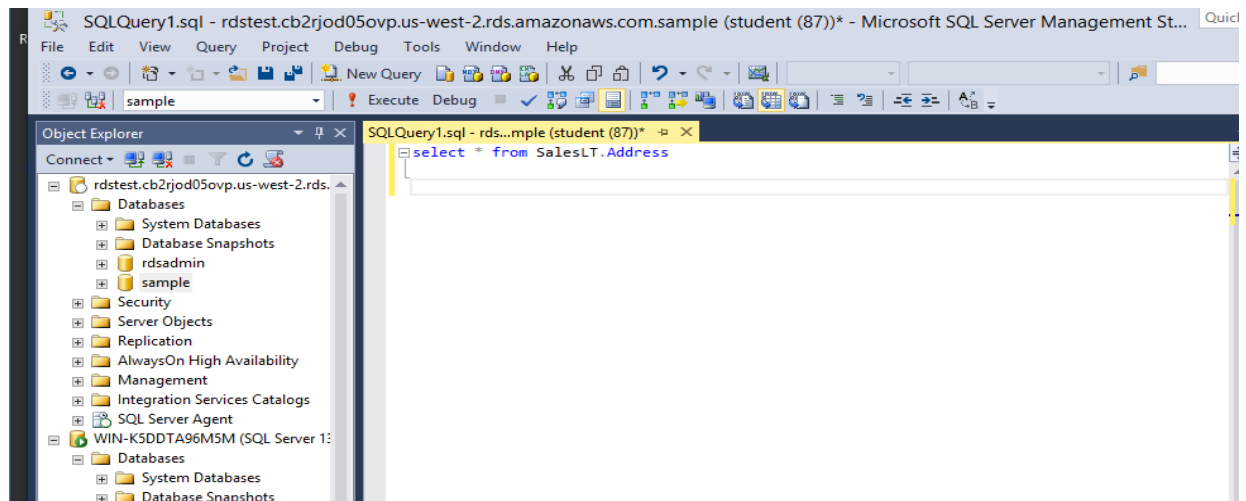 SQLQuery1.sql - rdstest.cb2rjod05ovp.us-west-2.rds.amazonaws.com.sample (student (87))* - Microsoft SQL Server Management St...
File Edit View Query Project Debug Tools Window Help
New Query
sample Execute Debug
Object Explorer
SQLQuery1.sql - rds...mple (student (87))*
Connect
select * from SalesLT.Address
rdstest.cb2rjod05ovp.us-west-2.rds.
Databases
System Databases
Database Snapshots
rdsadmin
sample
Security
Server Objects
Replication
AlwaysOn High Availability
Management
Integration Services Catalogs
SQL Server Agent
WIN-K5DDTA96M5M (SQL Server 13
Databases
System Databases
Database Snapshots